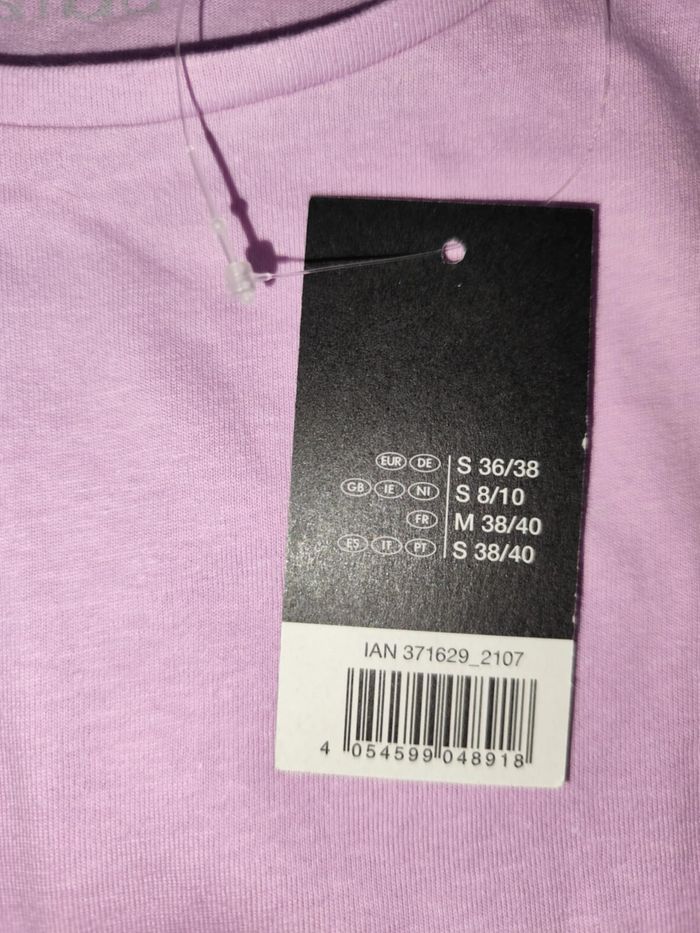 EUR DE S 36/38
GB IE NI S 8/10
FR M 38/40
ES IT PT S 38/40
IAN 371629_2107
4 054599 048918